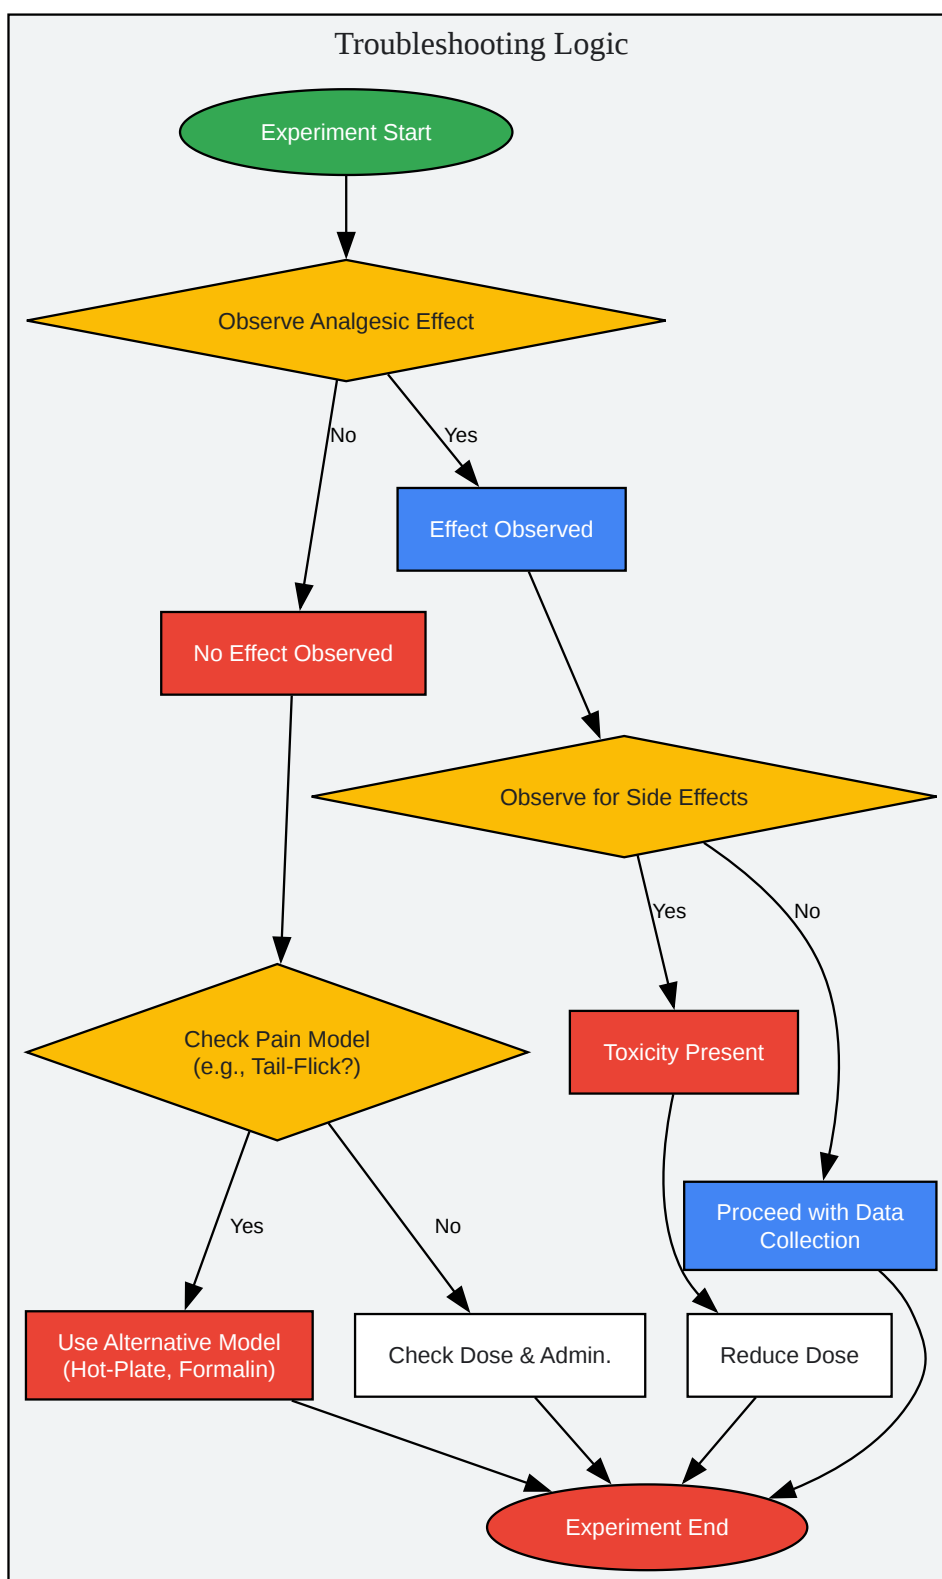 Troubleshooting Logic
Experiment Start
Observe Analgesic Effect
No
Yes
Effect Observed
No Effect Observed
Observe for Side Effects
Yes
No
Check Pain Model
(e.g., Tail-Flick?)
Toxicity Present
Yes
No
Proceed with Data
Collection
Use Alternative Model
(Hot-Plate, Formalin)
Check Dose & Admin.
Reduce Dose
Experiment End